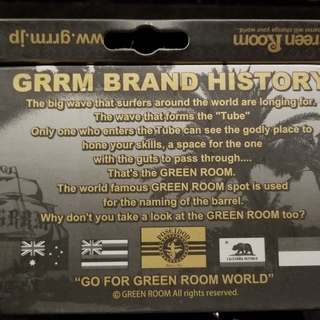 www.grrm.jp
Green Room
GRRM BRAND HISTORY
The big wave that surfers around the world are longing for.
The wave that forms the "Tube"
Only one who enters the Tube can see the godly place to
hone your skills, a space for the one
with the guts to pass through....
That's the GREEN ROOM.
The world famous GREEN ROOM spot is used
for the naming of the barrel.
Why don't you take a look at the GREEN ROOM too?
GRRM
CALIFORNIA REPUBLIC
"GO FOR GREEN ROOM WORLD"
© GREEN ROOM All rights reserved.